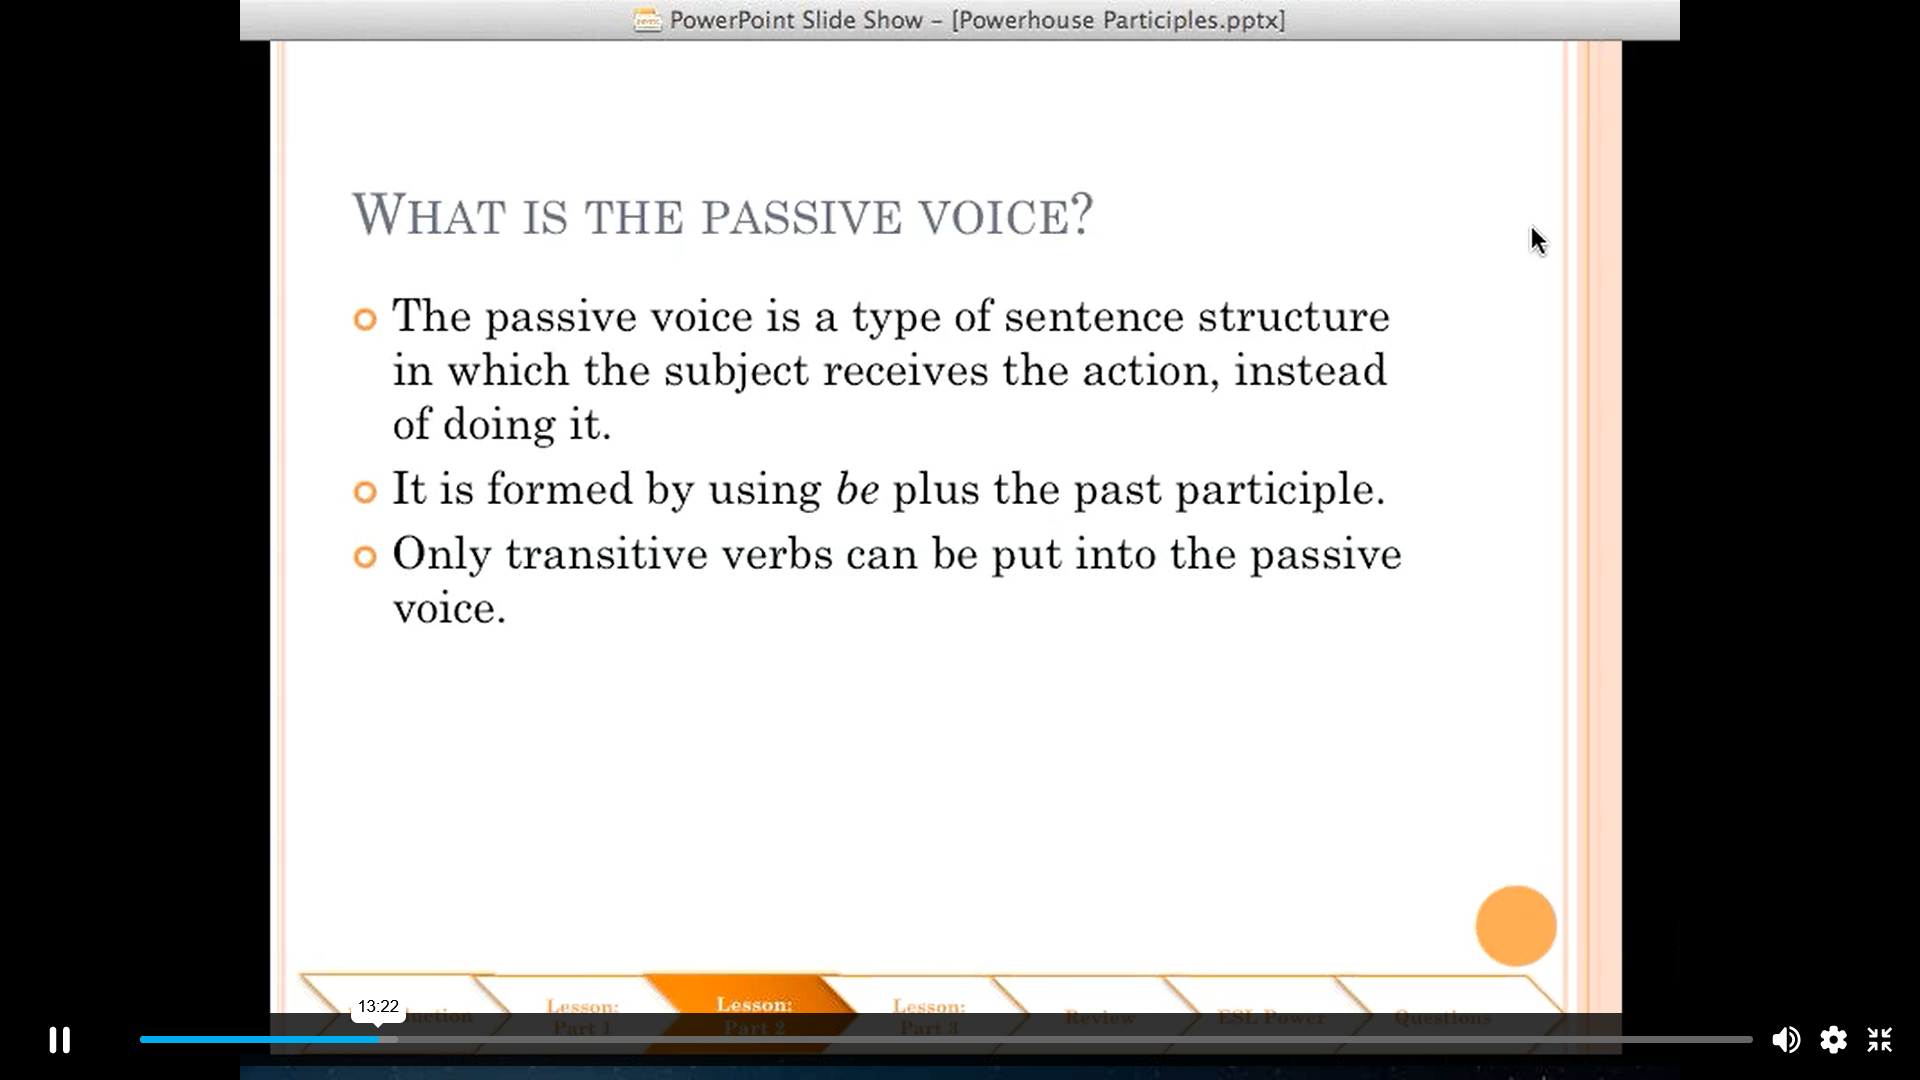 PowerPoint Slide Show – [Powerhouse Participles.pptx]
WHAT IS THE PASSIVE VOICE?
The passive voice is a type of sentence structure
in which the subject receives the action, instead
of doing it.
It is formed by using be plus the past participle.
Only transitive verbs can be put into the passive
voice.
13:22
Lesson:
Part 1
Lesson:
Part 2
Lesson:
Part 3
Review
ESL Power
Questions